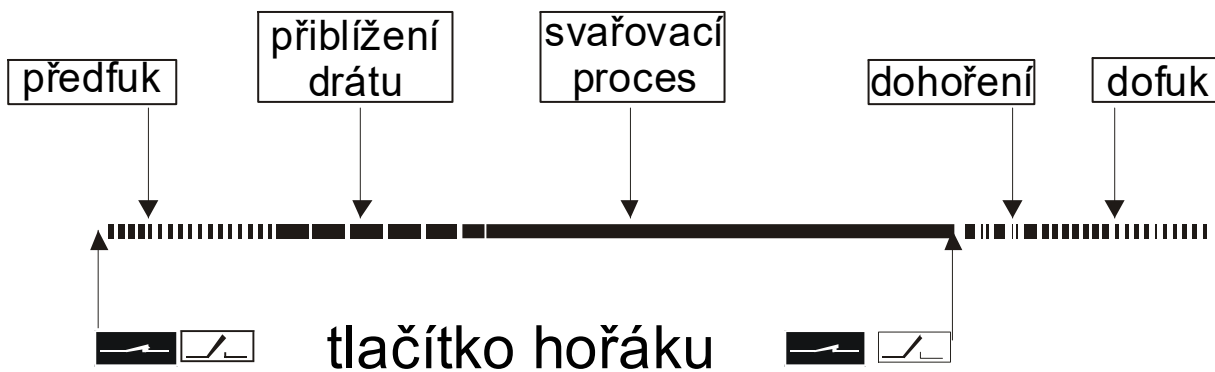 předfuk
přiblížení
drátu
svařovací
proces
dohoření
dofuk
tlačítko hořáku